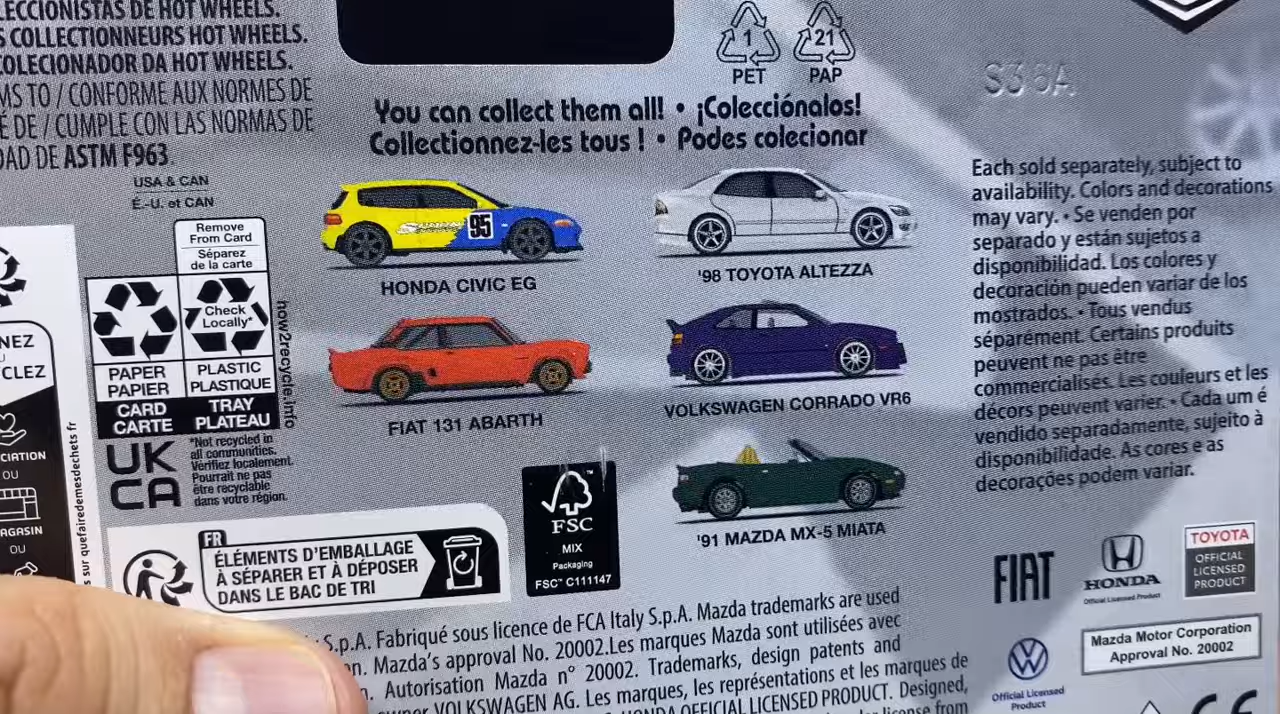 LECCIONISTAS DE HOT WHEELS.
S COLLECTIONNEURS HOT WHEELS.
COLECIONADOR DA HOT WHEELS.
MS TO / CONFORME AUX NORMES DE
É DE / CUMPLE CON LAS NORMAS DE
DAD DE ASTM F963.
USA & CAN
É.-U. et CAN
1
PET
21
PAP
S36A
You can collect them all! • ¡Colecciónalos!
Collectionnez-les tous ! • Podes colecionar
95
HONDA CIVIC EG
'98 TOYOTA ALTEZZA
FIAT 131 ABARTH
VOLKSWAGEN CORRADO VR6
'91 MAZDA MX-5 MIATA
Each sold separately, subject to
availability. Colors and decorations
may vary. • Se venden por
separado y están sujetos a
disponibilidad. Los colores y
decoración pueden variar de los
mostrados. • Tous vendus
séparément. Certains produits
peuvent ne pas être
commercialisés. Les couleurs et les
décors peuvent varier. • Cada um é
vendido separadamente, sujeito à
disponibilidade. As cores e as
decorações podem variar.
Remove
From Card
Séparez
de la carte
Check
Locally*
PAPER
PAPIER
PLASTIC
PLASTIQUE
CARD
CARTE
TRAY
PLATEAU
how2recycle.info
UK
CA
*Not recycled in
all communities.
Vérifiez localement.
Pourrait ne pas
être recyclable
dans votre région.
NEZ
CLEZ
CIATION
OU
AGASIN
OU
sur quefairedemesdechets.fr
FR
ÉLÉMENTS D'EMBALLAGE
À SÉPARER ET À DÉPOSER
DANS LE BAC DE TRI
FSC™
MIX
Packaging
FSC™ C111147
FIAT
HONDA
Official Licensed Product
TOYOTA
OFFICIAL
LICENSED
PRODUCT
Official Licensed
Product
Mazda Motor Corporation
Approval No. 20002
S.p.A. Fabriqué sous licence de FCA Italy S.p.A. Mazda trademarks are used
n. Mazda's approval No. 20002.Les marques Mazda sont utilisées avec
. Autorisation Mazda n° 20002. Trademarks, design patents and
owner VOLKSWAGEN AG. Les marques, les représentations et les marques de
HONDA OFFICIAL LICENSED PRODUCT. Designed,
license from
CE